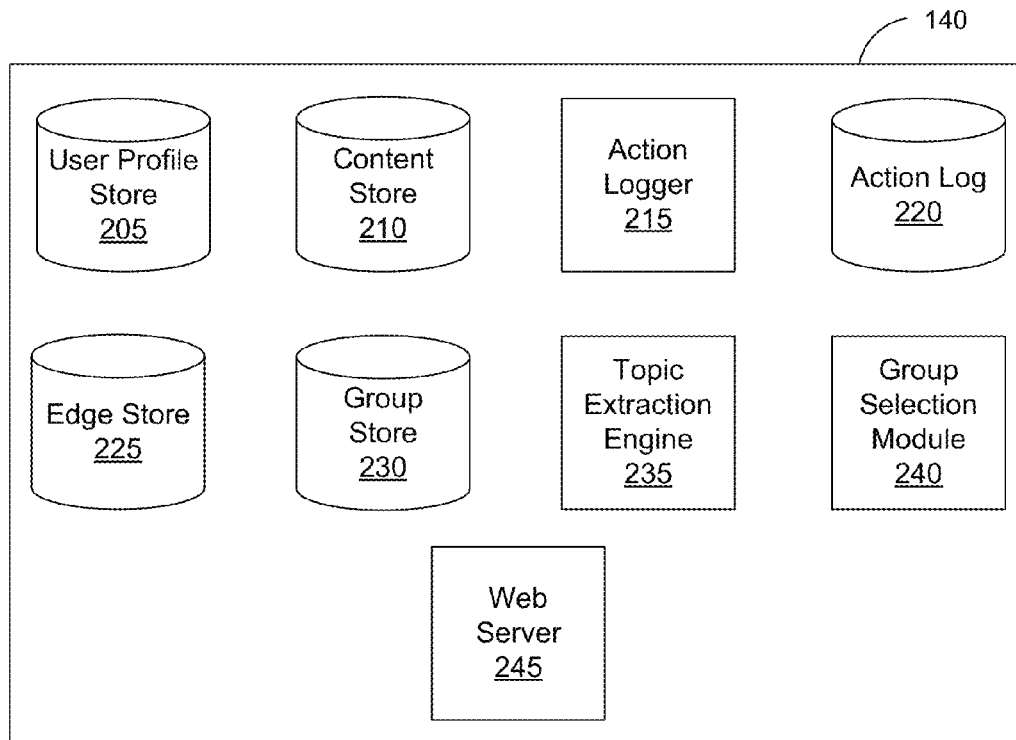 140
User Profile
Store
205
Content
Store
210
Action
Logger
215
Action Log
220
Edge Store
225
Group
Store
230
Topic
Extraction
Engine
235
Group
Selection
Module
240
Web
Server
245